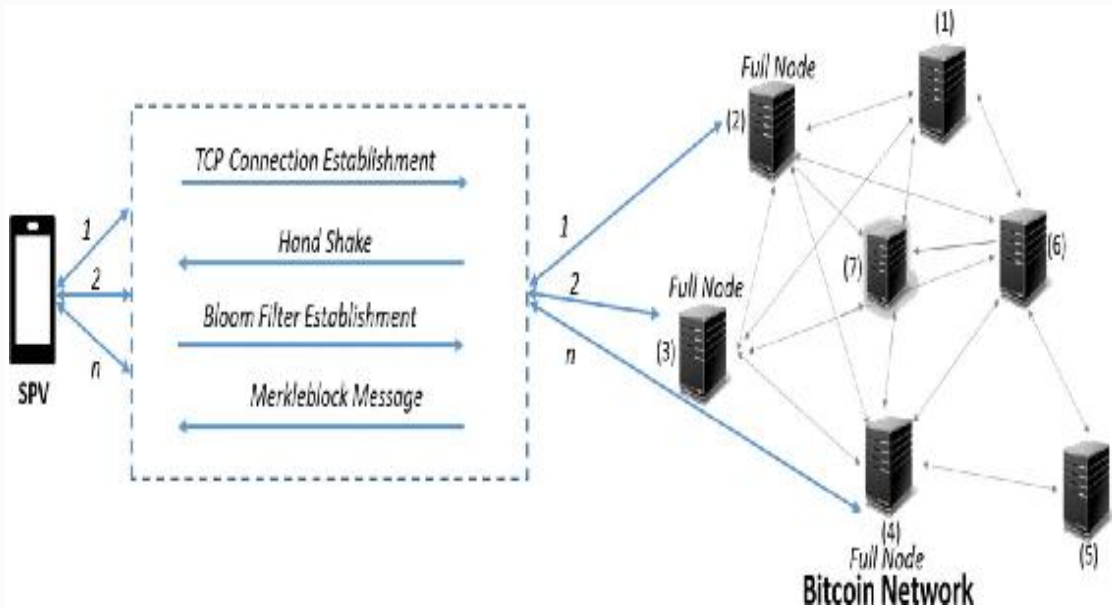 SPV
1
2
n
TCP Connection Establishment
Hand Shake
Bloom Filter Establishment
Merkleblock Message
1
2
n
(1)
Full Node
(2)
(7)
(6)
Full Node
(3)
(4)
(5)
Full Node
Bitcoin Network